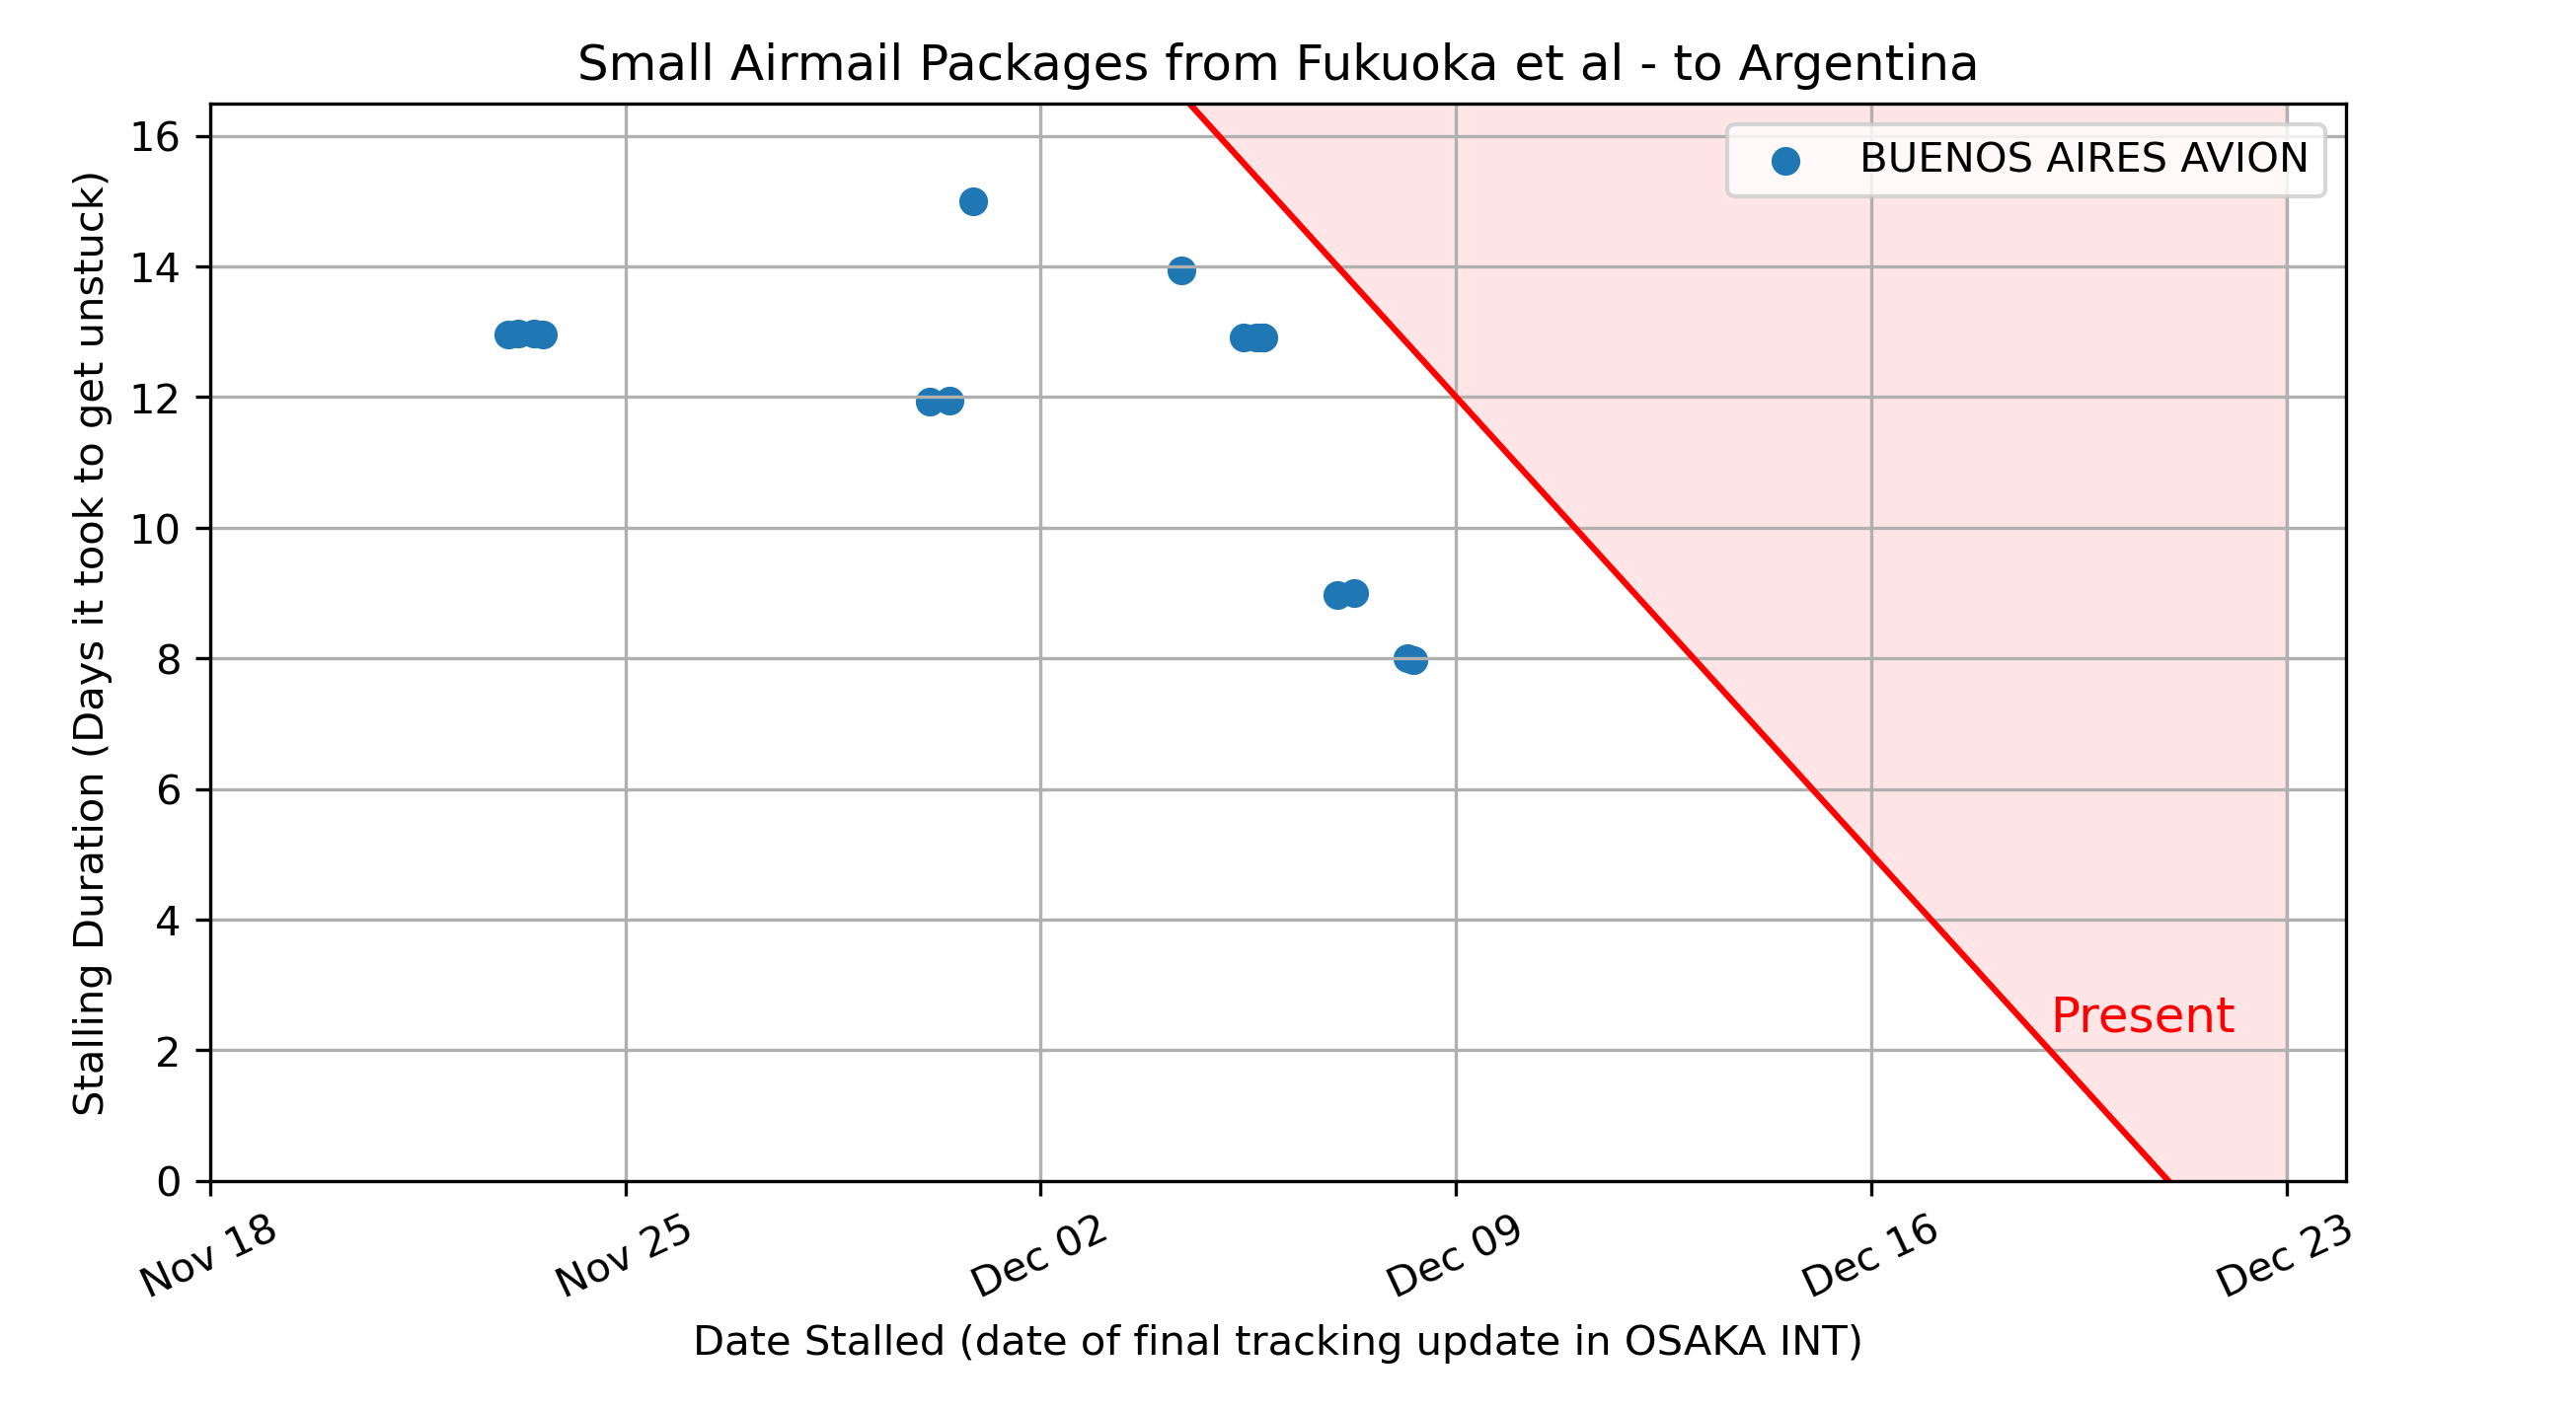 Small Airmail Packages from Fukuoka et al - to Argentina
BUENOS AIRES AVION
Stalling Duration (Days it took to get unstuck)
16
14
12
10
8
6
4
2
0
Present
Nov 18
Nov 25
Dec 02
Dec 09
Dec 16
Dec 23
Date Stalled (date of final tracking update in OSAKA INT)